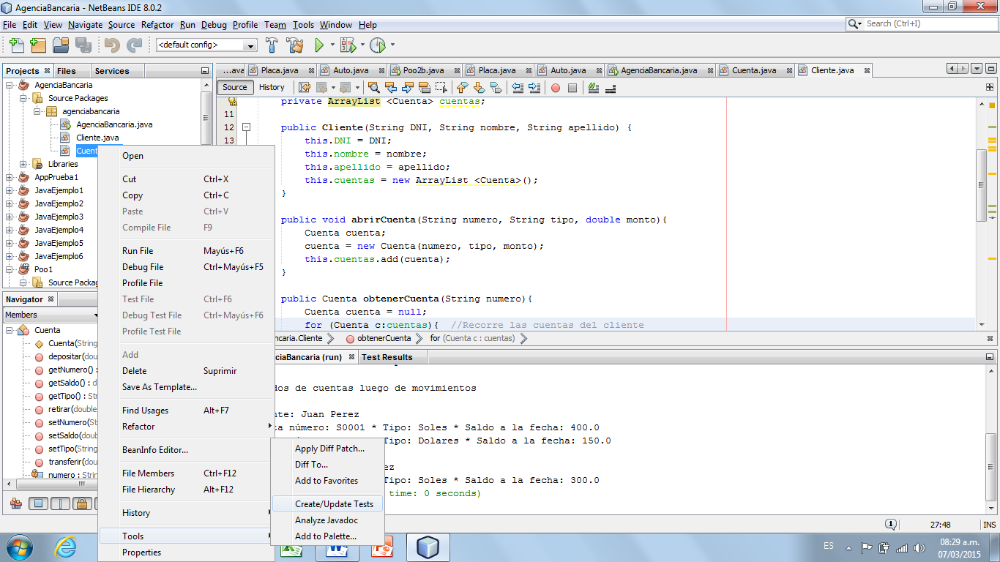 AgenciaBancaria - NetBeans IDE 8.0.2
File Edit View Navigate Source Refactor Run Debug Profile Team Tools Window Help
Search (Ctrl+I)
<default config>
Projects Files Services
...ava Placa.java Auto.java Poo2b.java Placa.java Auto.java AgenciaBancaria.java Cuenta.java Cliente.java
Source History
AgenciaBancaria
Source Packages
agenciabancaria
AgenciaBancaria.java
Cliente.java
Cuent
Libraries
AppPrueba1
JavaEjemplo1
JavaEjemplo2
JavaEjemplo3
JavaEjemplo4
JavaEjemplo5
JavaEjemplo6
Poo1
Source Packag
Navigator
Members
Cuenta
Cuenta(String
depositar(dou
getNumero() :
getSaldo() : d
getTipo() : Str
retirar(double
setNumero(St
setSaldo(dou
setTipo(String
transferir(dou
numero : String
Open
Cut Ctrl+X
Copy Ctrl+C
Paste Ctrl+V
Compile File F9
Run File Mayús+F6
Debug File Ctrl+Mayús+F5
Profile File
Test File Ctrl+F6
Debug Test File Ctrl+Mayús+F6
Profile Test File
Add
Delete Suprimir
Save As Template...
Find Usages Alt+F7
Refactor
BeanInfo Editor...
File Members Ctrl+F12
File Hierarchy Alt+F12
History
Tools
Properties
Apply Diff Patch...
Diff To...
Add to Favorites
Create/Update Tests
Analyze Javadoc
Add to Palette...
private ArrayList <Cuenta> cuentas;
11
12 public Cliente(String DNI, String nombre, String apellido) {
13 this.DNI = DNI;
this.nombre = nombre;
this.apellido = apellido;
this.cuentas = new ArrayList <Cuenta>();
}
public void abrirCuenta(String numero, String tipo, double monto){
Cuenta cuenta;
cuenta = new Cuenta(numero, tipo, monto);
this.cuentas.add(cuenta);
}
public Cuenta obtenerCuenta(String numero){
Cuenta cuenta = null;
for (Cuenta c:cuentas){ //Recorre las cuentas del cliente
ncaria.Cliente obtenerCuenta for (Cuenta c : cuentas)
ciaBancaria (run) Test Results
dos de cuentas luego de movimientos
nte: Juan Perez
ta número: S0001 * Tipo: Soles * Saldo a la fecha: 400.0
Tipo: Dolares * Saldo a la fecha: 150.0
ez
Tipo: Soles * Saldo a la fecha: 300.0
time: 0 seconds)
1 27:48 INS
ES 08:29 a.m.
07/03/2015